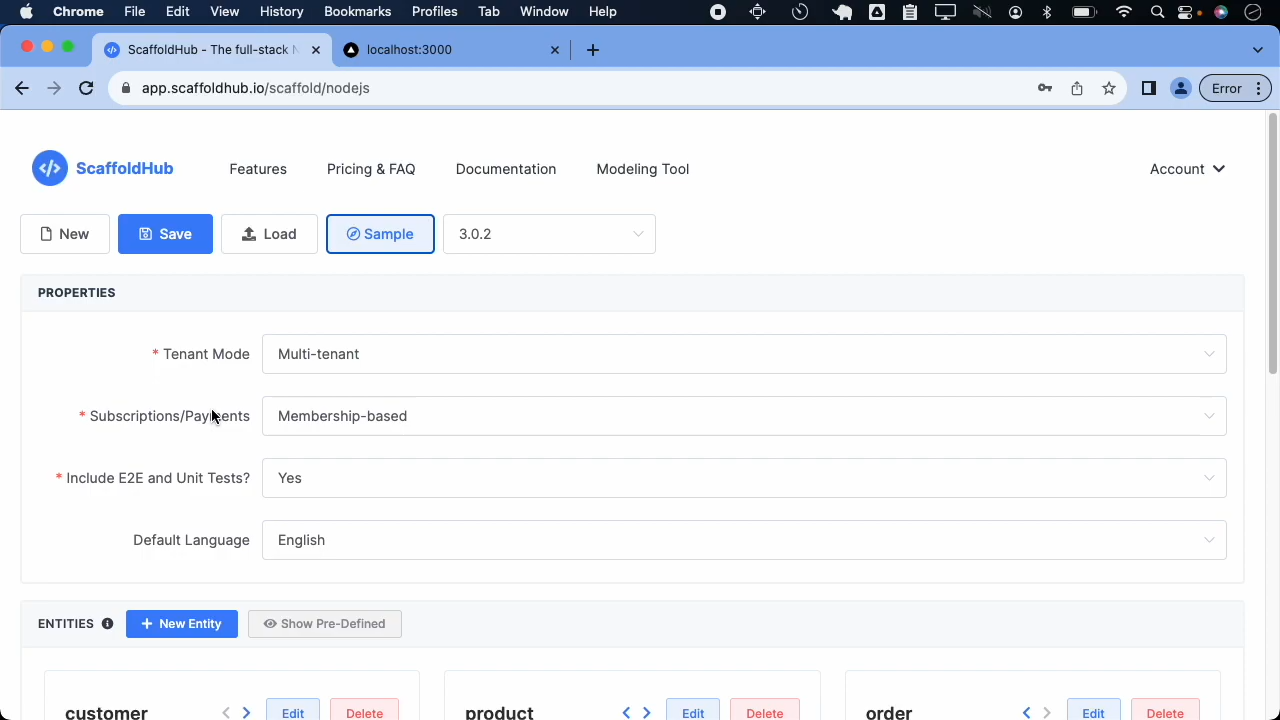 Chrome File Edit View History Bookmarks Profiles Tab Window Help
ScaffoldHub - The full-stack N
localhost:3000
app.scaffoldhub.io/scaffold/nodejs
Error
ScaffoldHub
Features
Pricing & FAQ
Documentation
Modeling Tool
Account
New
Save
Load
Sample
3.0.2
PROPERTIES
* Tenant Mode
Multi-tenant
* Subscriptions/Payments
Membership-based
* Include E2E and Unit Tests?
Yes
Default Language
English
ENTITIES
+ New Entity
Show Pre-Defined
customer
Edit
Delete
product
Edit
Delete
order
Edit
Delete